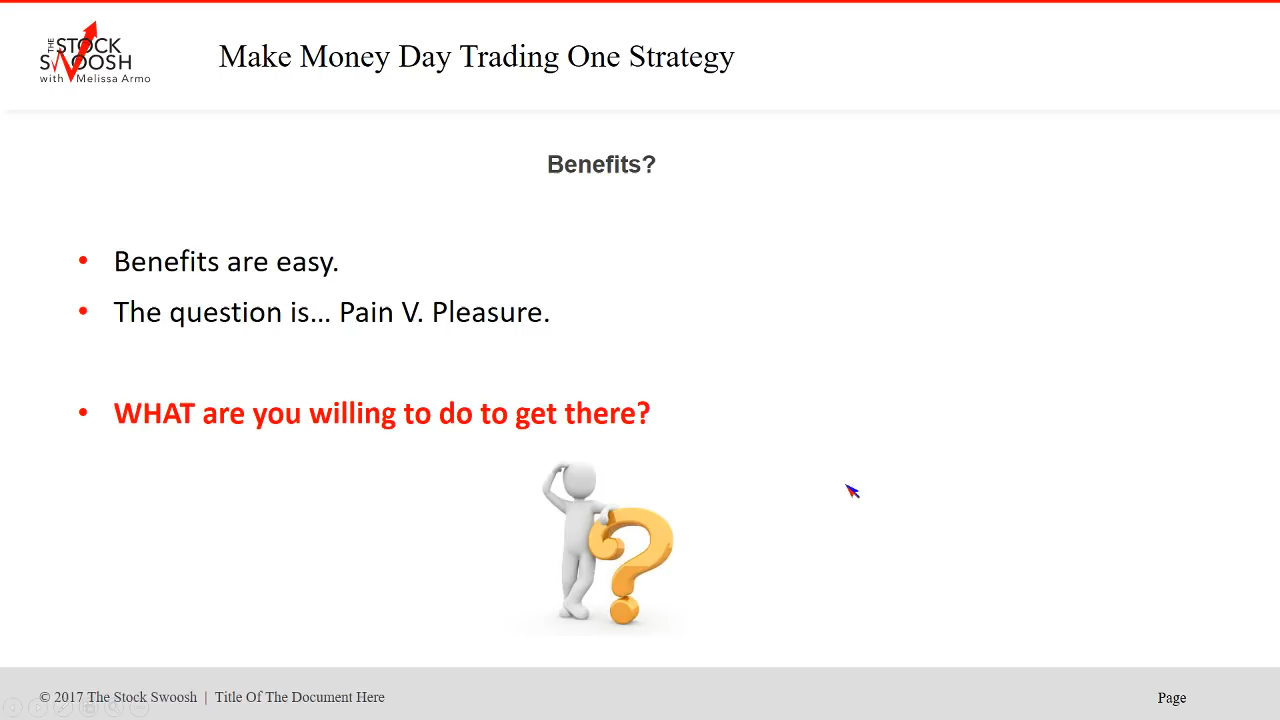 THE STOCK
SWOOSH
with Melissa Armo
Make Money Day Trading One Strategy
Benefits?
• Benefits are easy.
• The question is... Pain V. Pleasure.
• WHAT are you willing to do to get there?
© 2017 The Stock Swoosh | Title Of The Document Here
Page